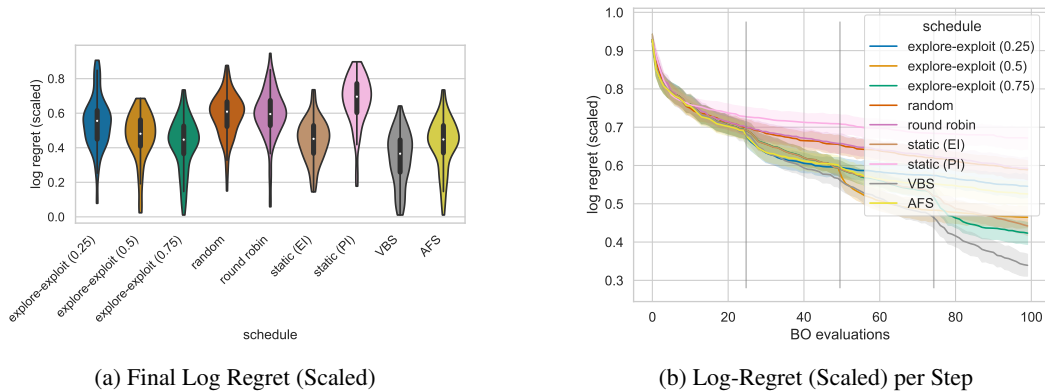 log regret (scaled)
0.8
0.6
0.4
0.2
0.0
explore-exploit (0.25)
explore-exploit (0.5)
explore-exploit (0.75)
random
round robin
static (EI)
static (PI)
VBS
AFS
schedule
(a) Final Log Regret (Scaled)
log regret (scaled)
1.0
0.9
0.8
0.7
0.6
0.5
0.4
0.3
0
20
40
60
80
100
BO evaluations
schedule
explore-exploit (0.25)
explore-exploit (0.5)
explore-exploit (0.75)
random
round robin
static (EI)
static (PI)
VBS
AFS
(b) Log-Regret (Scaled) per Step